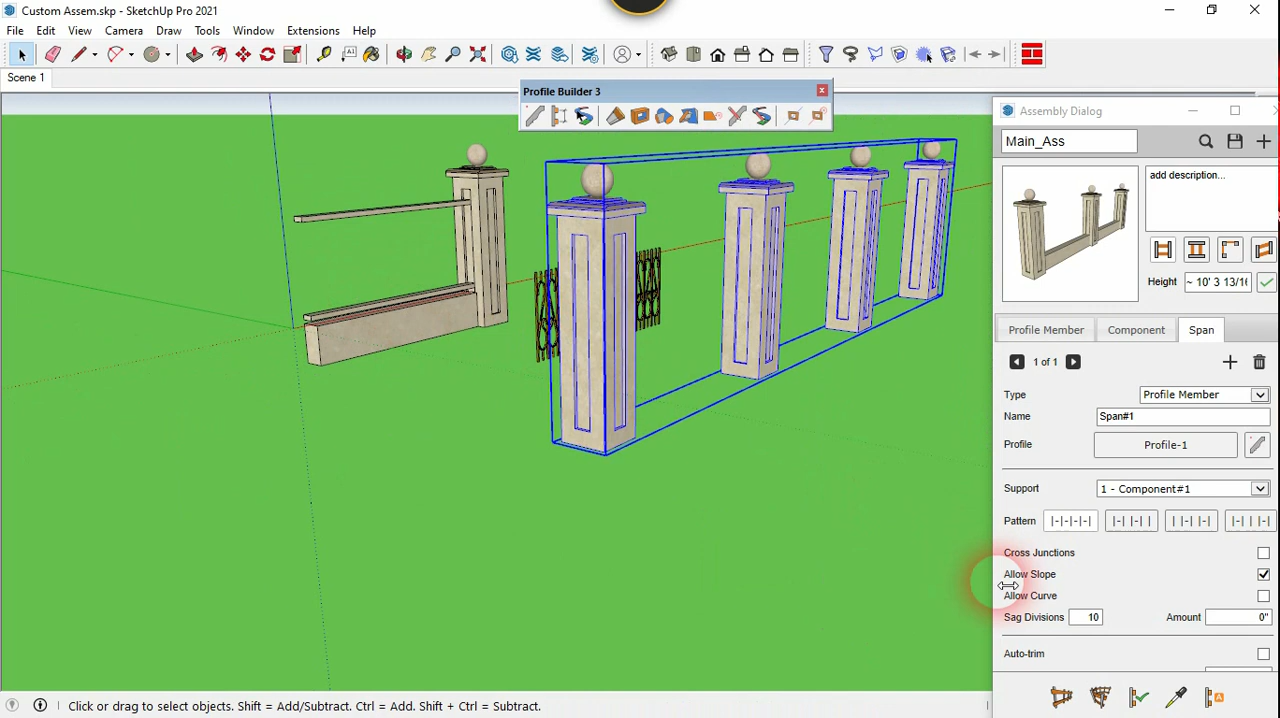 Custom Assem.skp - SketchUp Pro 2021
File Edit View Camera Draw Tools Window Extensions Help
Scene 1
Profile Builder 3
Assembly Dialog
Main_Ass
add description...
Height ~ 10' 3 13/16
Profile Member Component Span
1 of 1
Type Profile Member
Name Span#1
Profile Profile-1
Support 1 - Component#1
Pattern |-|-|-|-| |-| |-| | | |-| |-| |-| | |-|
Cross Junctions
Allow Slope
Allow Curve
Sag Divisions 10 Amount 0"
Auto-trim
Click or drag to select objects. Shift = Add/Subtract. Ctrl = Add. Shift + Ctrl = Subtract.